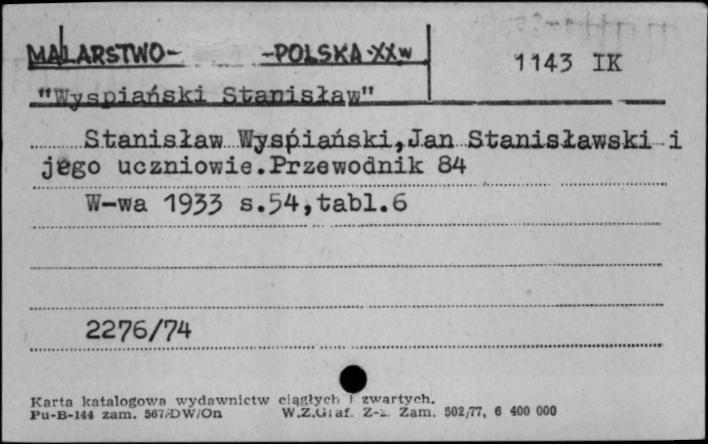 MALARSTWO- -POLSKA-XXw
1143 IK
"Wyspiański Stanisław"
Stanisław Wyspiański,Jan Stanisławski i
jego uczniowie.Przewodnik 84
W-wa 1933 s.54,tabl.6
2276/74
Karta katalogowa wydawnictw ciągłych i zwartych.
Pu-B-144 zam. 567/DW/On W.Z.Graf. Z-z. Zam. 502/77, 6 400 000